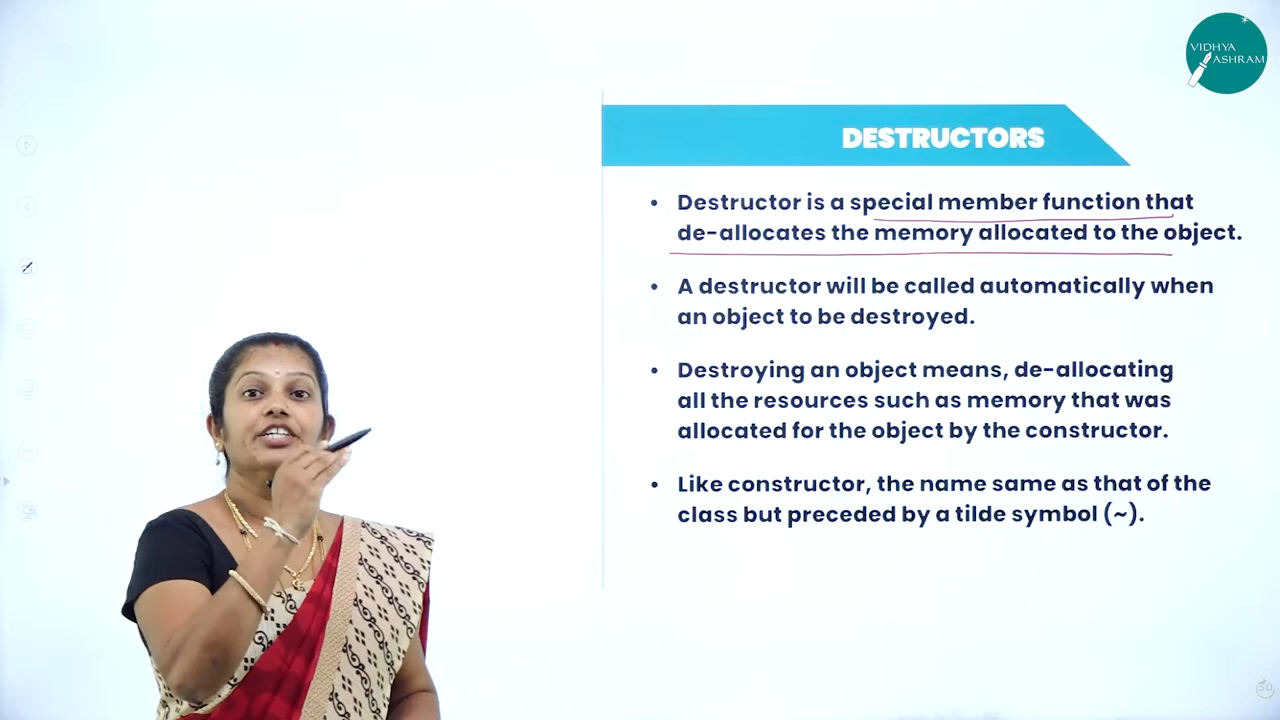 VIDHYA
ASHRAM
DESTRUCTORS
• Destructor is a special member function that
de-allocates the memory allocated to the object.
• A destructor will be called automatically when
an object to be destroyed.
• Destroying an object means, de-allocating
all the resources such as memory that was
allocated for the object by the constructor.
• Like constructor, the name same as that of the
class but preceded by a tilde symbol (~).
30